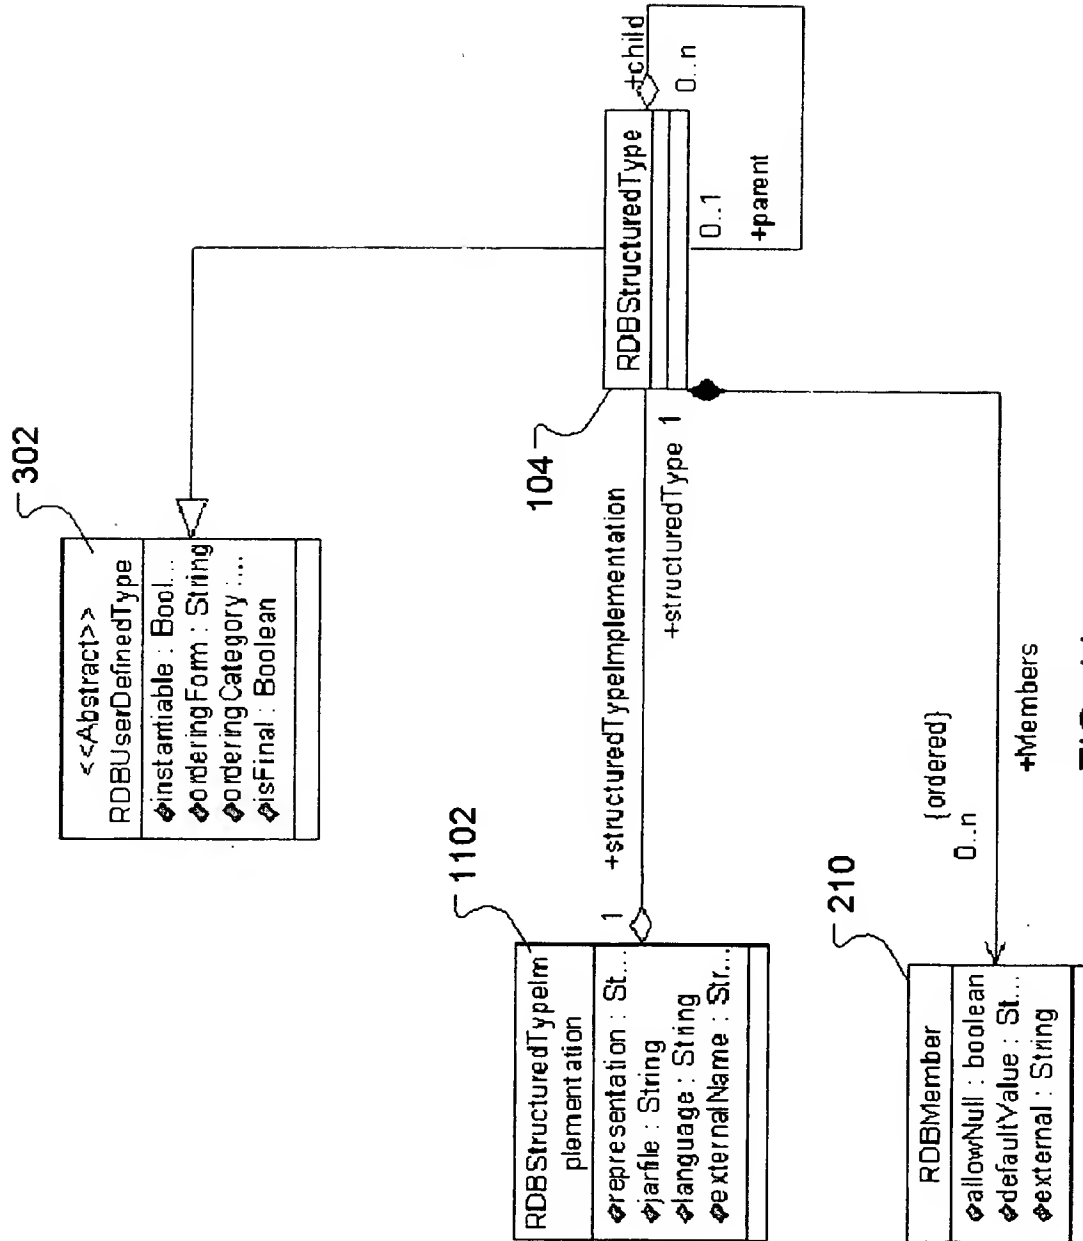 302
<<Abstract>>
RDBUserDefinedType
instantiable : Bool...
orderingForm : String
orderingCategory : ...
isFinal : Boolean
1102
RDBStructuredTypeIm
plementation
representation : St...
jarfile : String
language : String
externalName : Str...
1
+structuredTypeImplementation
+structuredType 1
104
RDBStructuredType
+child
0..n
0..1
+parent
210
RDBMember
allowNull : boolean
defaultValue : St...
external : String
{ordered}
0..n
+Members